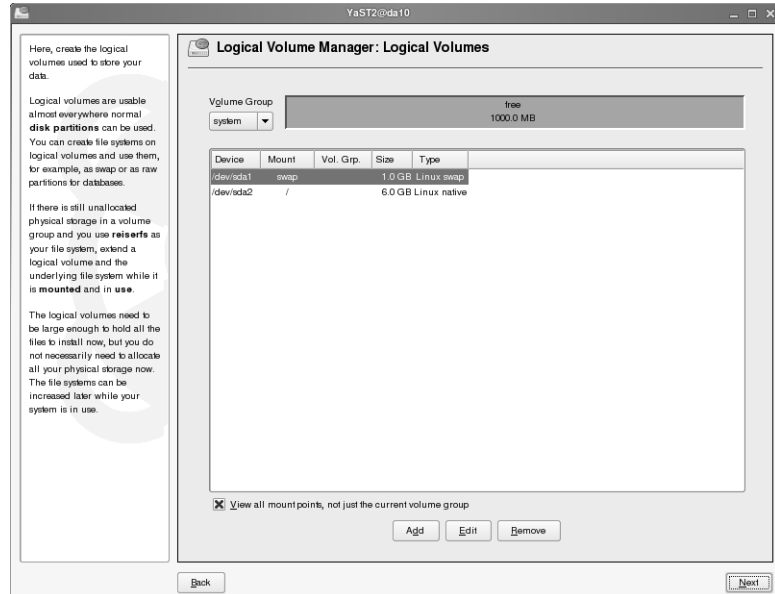 YaST2@da10
Here, create the logical
volumes used to store your
data.
Logical volumes are usable
almost everywhere normal
disk partitions can be used.
You can create file systems on
logical volumes and use them,
for example, as swap or as raw
partitions for databases.
If there is still unallocated
physical storage in a volume
group and you use reiserfs as
your file system, extend a
logical volume and the
underlying file system while it
is mounted and in use.
The logical volumes need to
be large enough to hold all the
files to install now, but you do
not necessarily need to allocate
all your physical storage now.
The file systems can be
increased later while your
system is in use.
Logical Volume Manager: Logical Volumes
Volume Group
system
free
1000.0 MB
Device Mount Vol. Grp. Size Type
/dev/sda1 swap 1.0 GB Linux swap
/dev/sda2 / 6.0 GB Linux native
View all mount points, not just the current volume group
Add Edit Remove
Back Next